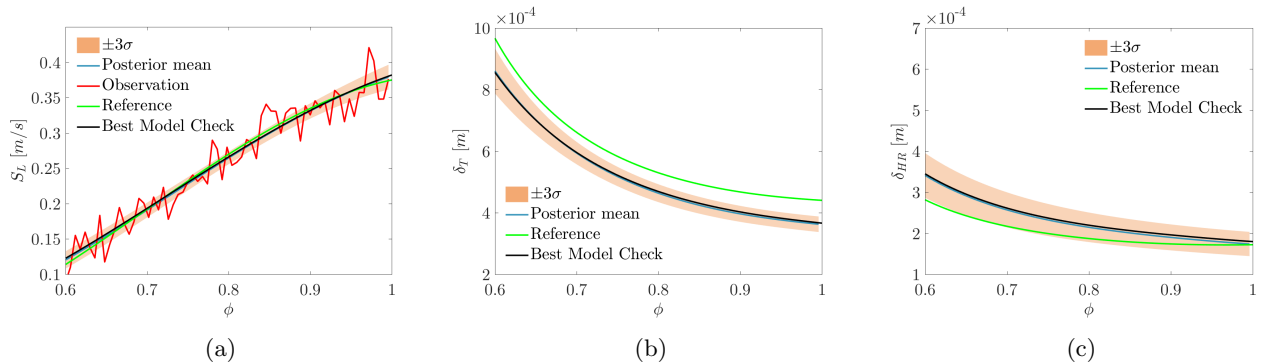 ±3σ
Posterior mean
Observation
Reference
Best Model Check
S_L [m/s]
0.4
0.35
0.3
0.25
0.2
0.15
0.1
0.6
0.7
0.8
0.9
1
ϕ
(a)
×10⁻⁴
10
8
6
4
2
δ_T [m]
±3σ
Posterior mean
Reference
Best Model Check
0.6
0.7
0.8
0.9
1
ϕ
(b)
×10⁻⁴
7
6
5
4
3
2
1
δ_HR [m]
±3σ
Posterior mean
Reference
Best Model Check
0.6
0.7
0.8
0.9
1
ϕ
(c)